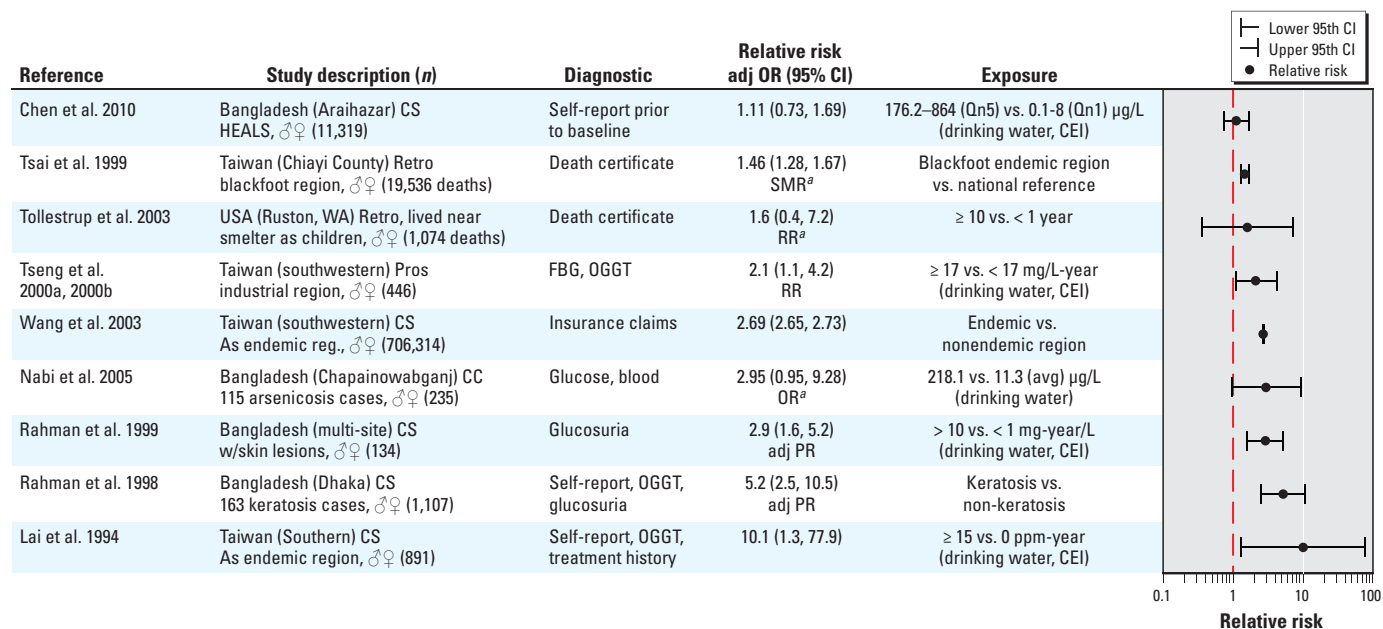 Lower 95th CI
Upper 95th CI
Relative risk
Relative risk
Reference Study description (n) Diagnostic adj OR (95% CI) Exposure
Chen et al. 2010 Bangladesh (Araihazar) CS Self-report prior 1.11 (0.73, 1.69) 176.2–864 (Qn5) vs. 0.1-8 (Qn1) µg/L
HEALS, ♂♀ (11,319) to baseline (drinking water, CEI)
Tsai et al. 1999 Taiwan (Chiayi County) Retro Death certificate 1.46 (1.28, 1.67) Blackfoot endemic region
blackfoot region, ♂♀ (19,536 deaths) SMRa vs. national reference
Tollestrup et al. 2003 USA (Ruston, WA) Retro, lived near Death certificate 1.6 (0.4, 7.2) ≥ 10 vs. < 1 year
smelter as children, ♂♀ (1,074 deaths) RRa
Tseng et al. Taiwan (southwestern) Pros FBG, OGGT 2.1 (1.1, 4.2) ≥ 17 vs. < 17 mg/L-year
2000a, 2000b industrial region, ♂♀ (446) RR (drinking water, CEI)
Wang et al. 2003 Taiwan (southwestern) CS Insurance claims 2.69 (2.65, 2.73) Endemic vs.
As endemic reg., ♂♀ (706,314) nonendemic region
Nabi et al. 2005 Bangladesh (Chapainowabganj) CC Glucose, blood 2.95 (0.95, 9.28) 218.1 vs. 11.3 (avg) µg/L
115 arsenicosis cases, ♂♀ (235) ORa (drinking water)
Rahman et al. 1999 Bangladesh (multi-site) CS Glucosuria 2.9 (1.6, 5.2) > 10 vs. < 1 mg-year/L
w/skin lesions, ♂♀ (134) adj PR (drinking water, CEI)
Rahman et al. 1998 Bangladesh (Dhaka) CS Self-report, OGGT, 5.2 (2.5, 10.5) Keratosis vs.
163 keratosis cases, ♂♀ (1,107) glucosuria adj PR non-keratosis
Lai et al. 1994 Taiwan (Southern) CS Self-report, OGGT, 10.1 (1.3, 77.9) ≥ 15 vs. 0 ppm-year
As endemic region, ♂♀ (891) treatment history (drinking water, CEI)
0.1 1 10 100
Relative risk